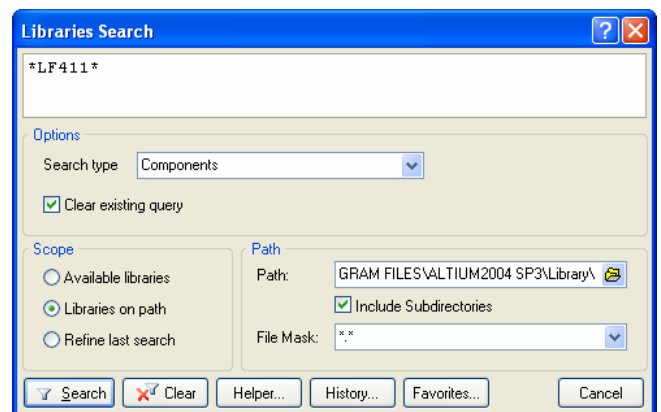 Libraries Search
*LF411*
Options
Search type Components
Clear existing query
Scope
Available libraries
Libraries on path
Refine last search
Path
Path: GRAM FILES\ALTIUM2004 SP3\Library\
Include Subdirectories
File Mask: *.*
Search Clear Helper... History... Favorites... Cancel